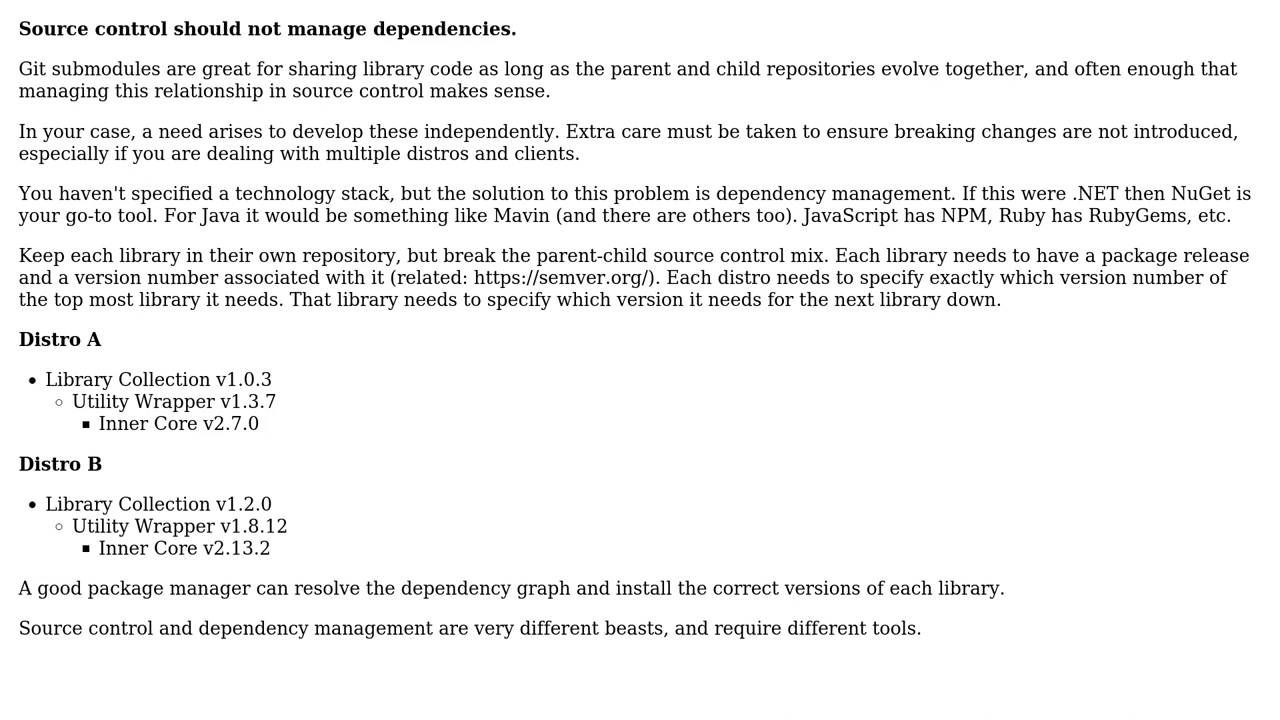 Source control should not manage dependencies.
Git submodules are great for sharing library code as long as the parent and child repositories evolve together, and often enough that
managing this relationship in source control makes sense.
In your case, a need arises to develop these independently. Extra care must be taken to ensure breaking changes are not introduced,
especially if you are dealing with multiple distros and clients.
You haven't specified a technology stack, but the solution to this problem is dependency management. If this were .NET then NuGet is
your go-to tool. For Java it would be something like Mavin (and there are others too). JavaScript has NPM, Ruby has RubyGems, etc.
Keep each library in their own repository, but break the parent-child source control mix. Each library needs to have a package release
and a version number associated with it (related: https://semver.org/). Each distro needs to specify exactly which version number of
the top most library it needs. That library needs to specify which version it needs for the next library down.
Distro A
• Library Collection v1.0.3
◦ Utility Wrapper v1.3.7
▪ Inner Core v2.7.0
Distro B
• Library Collection v1.2.0
◦ Utility Wrapper v1.8.12
▪ Inner Core v2.13.2
A good package manager can resolve the dependency graph and install the correct versions of each library.
Source control and dependency management are very different beasts, and require different tools.